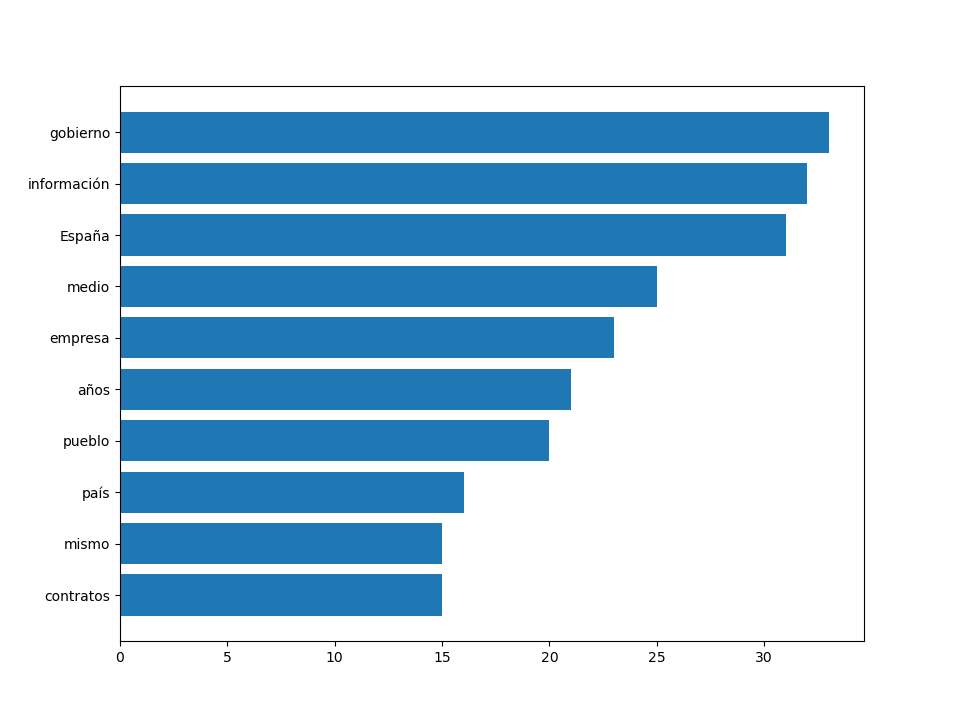 gobierno
información
España
medio
empresa
años
pueblo
país
mismo
contratos
0 5 10 15 20 25 30